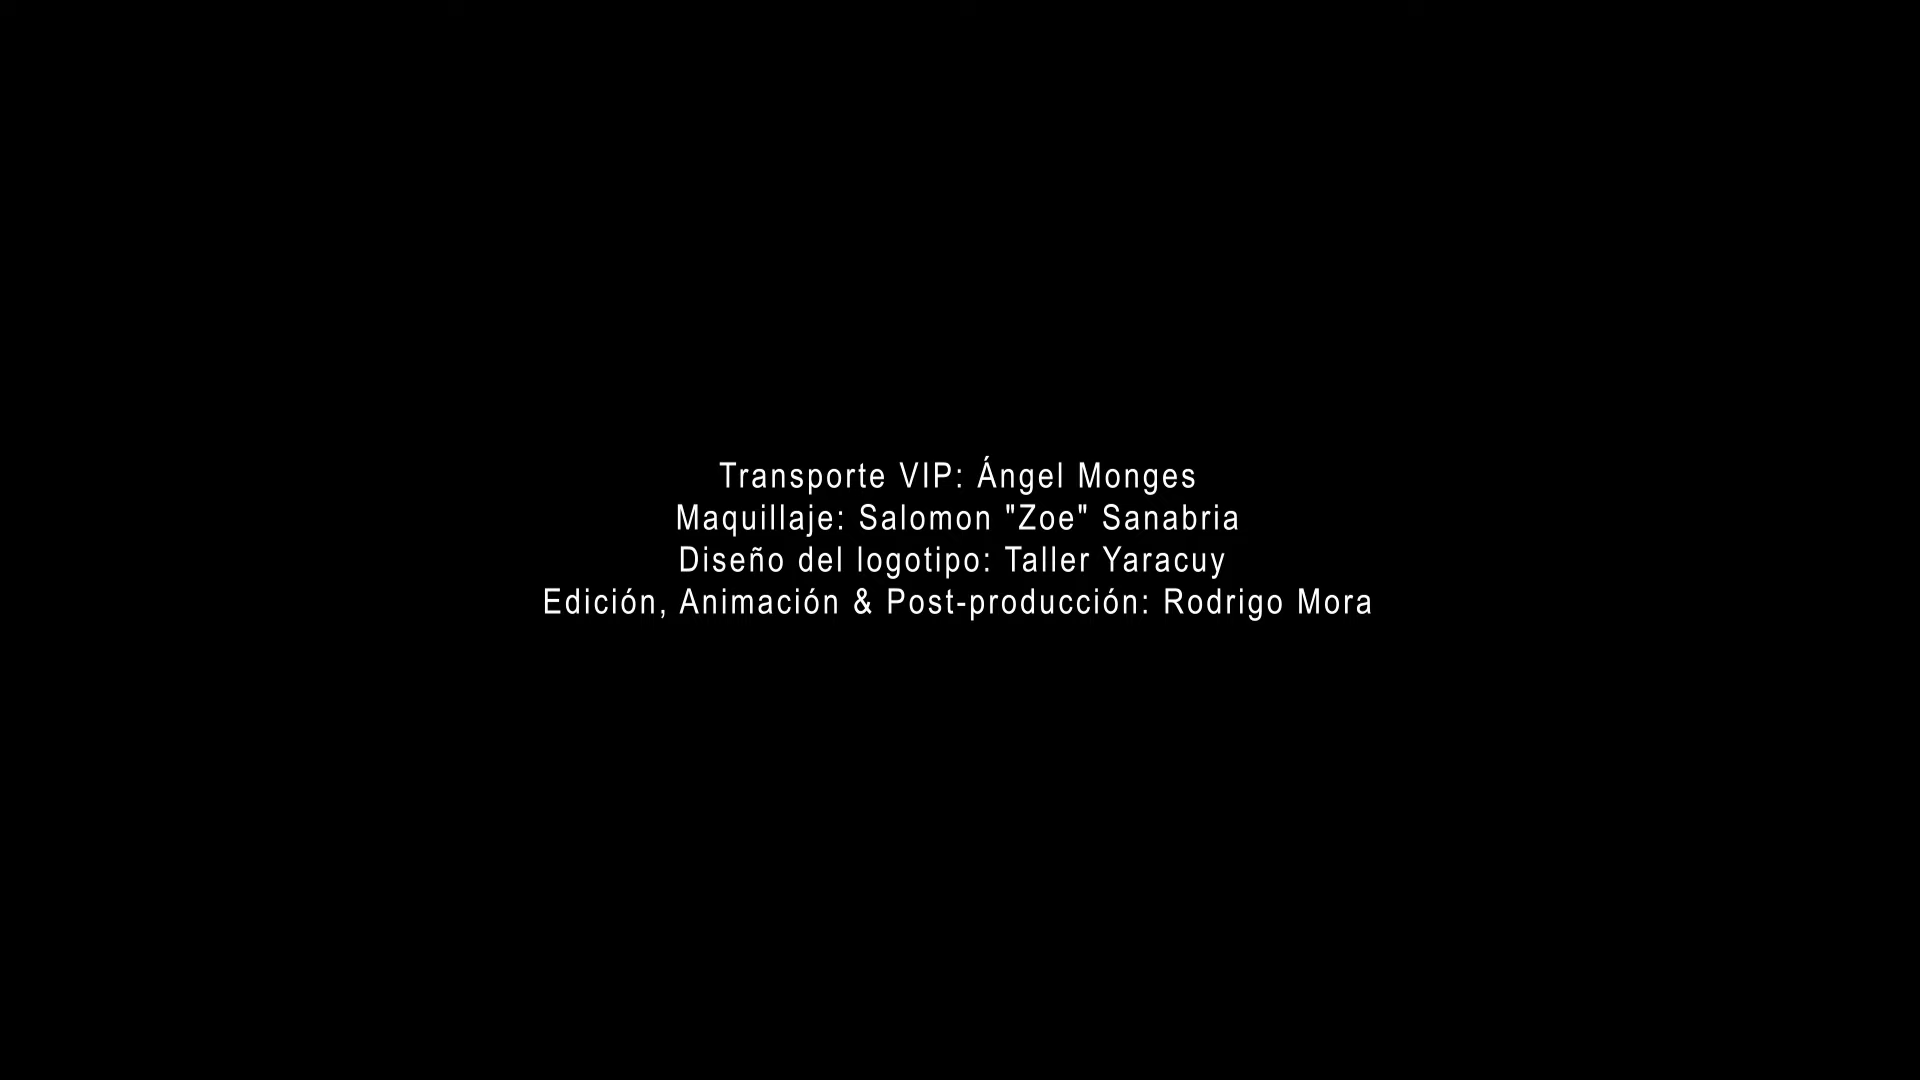 Transporte VIP: Ángel Monges
Maquillaje: Salomon "Zoe" Sanabria
Diseño del logotipo: Taller Yaracuy
Edición, Animación & Post-producción: Rodrigo Mora